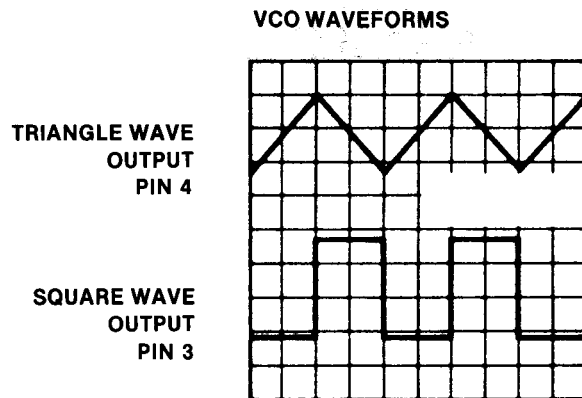 VCO WAVEFORMS
TRIANGLE WAVE
OUTPUT
PIN 4
SQUARE WAVE
OUTPUT
PIN 3